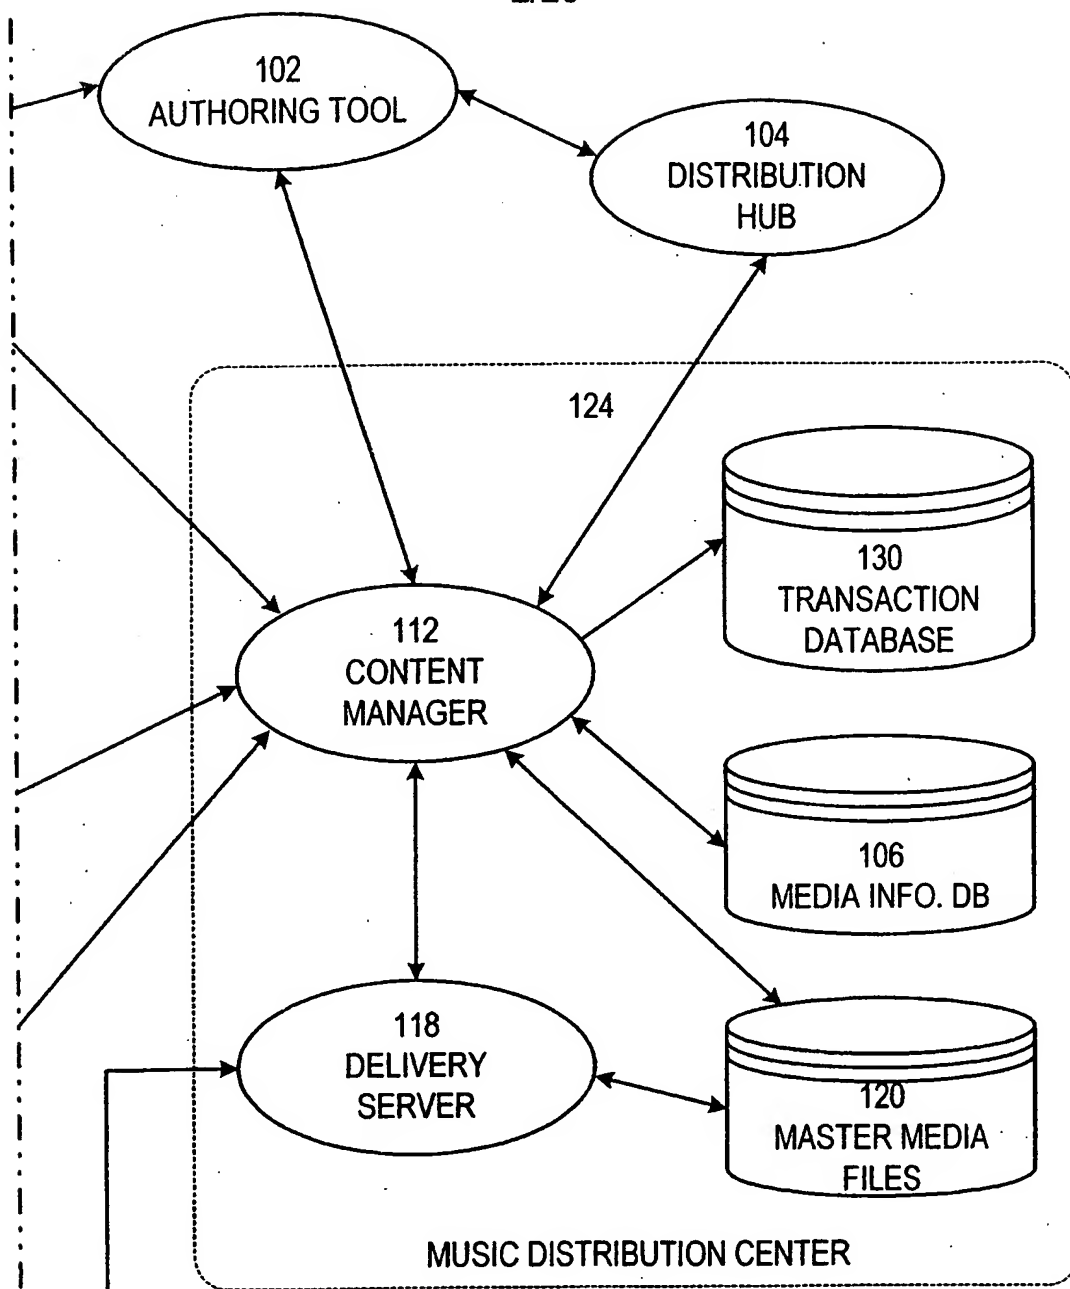 102
AUTHORING TOOL
104
DISTRIBUTION
HUB
124
130
TRANSACTION
DATABASE
112
CONTENT
MANAGER
106
MEDIA INFO. DB
118
DELIVERY
SERVER
120
MASTER MEDIA
FILES
MUSIC DISTRIBUTION CENTER